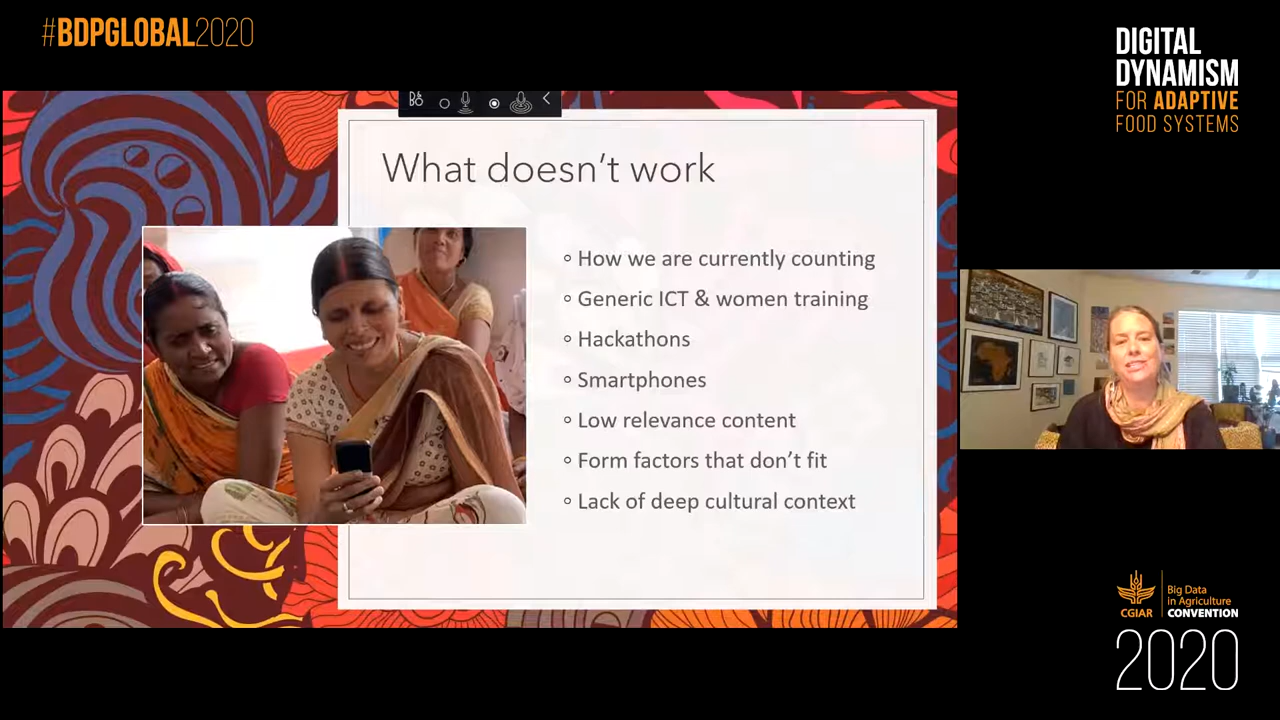 #BDPGLOBAL2020
DIGITAL
DYNAMISM
FOR ADAPTIVE
FOOD SYSTEMS
What doesn't work
How we are currently counting
Generic ICT & women training
Hackathons
Smartphones
Low relevance content
Form factors that don't fit
Lack of deep cultural context
CGIAR
Big Data
in Agriculture
CONVENTION
2020